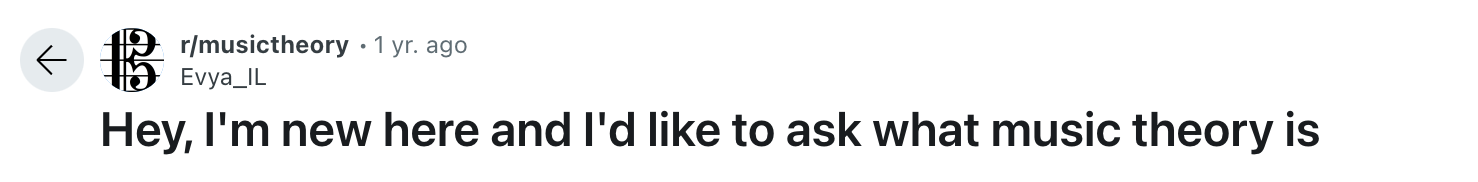 r/musictheory • 1 yr. ago
Evya_IL
Hey, I'm new here and I'd like to ask what music theory is